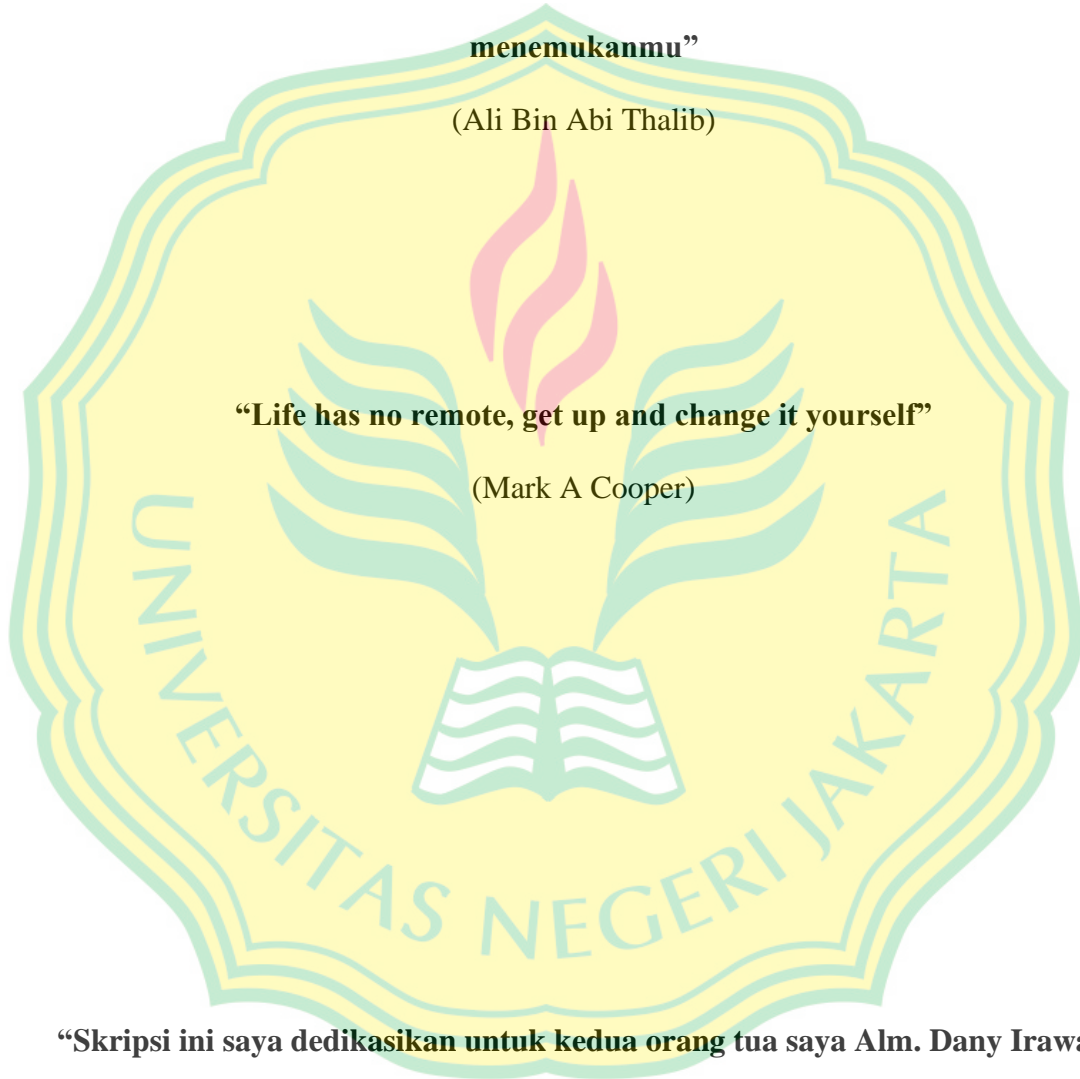 menemukanmu”
(Ali Bin Abi Thalib)
“Life has no remote, get up and change it yourself”
(Mark A Cooper)
UNIVERSITAS NEGERI JAKARTA
“Skripsi ini saya dedikasikan untuk kedua orang tua saya Alm. Dany Irawa